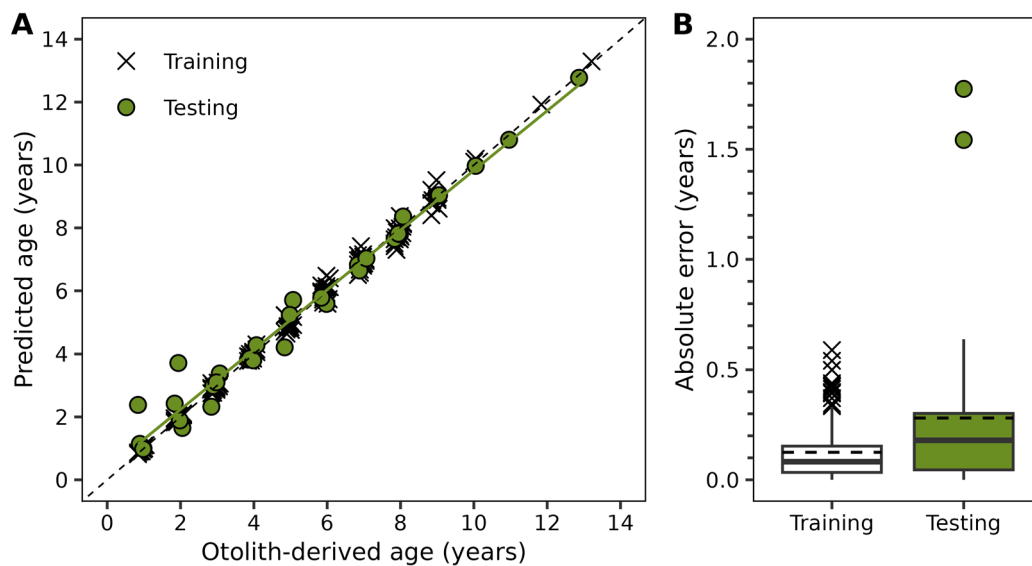 A
Predicted age (years)
14
12
10
8
6
4
2
0
Training
Testing
0 2 4 6 8 10 12 14
Otolith-derived age (years)
B
Absolute error (years)
2.0
1.5
1.0
0.5
0.0
Training Testing